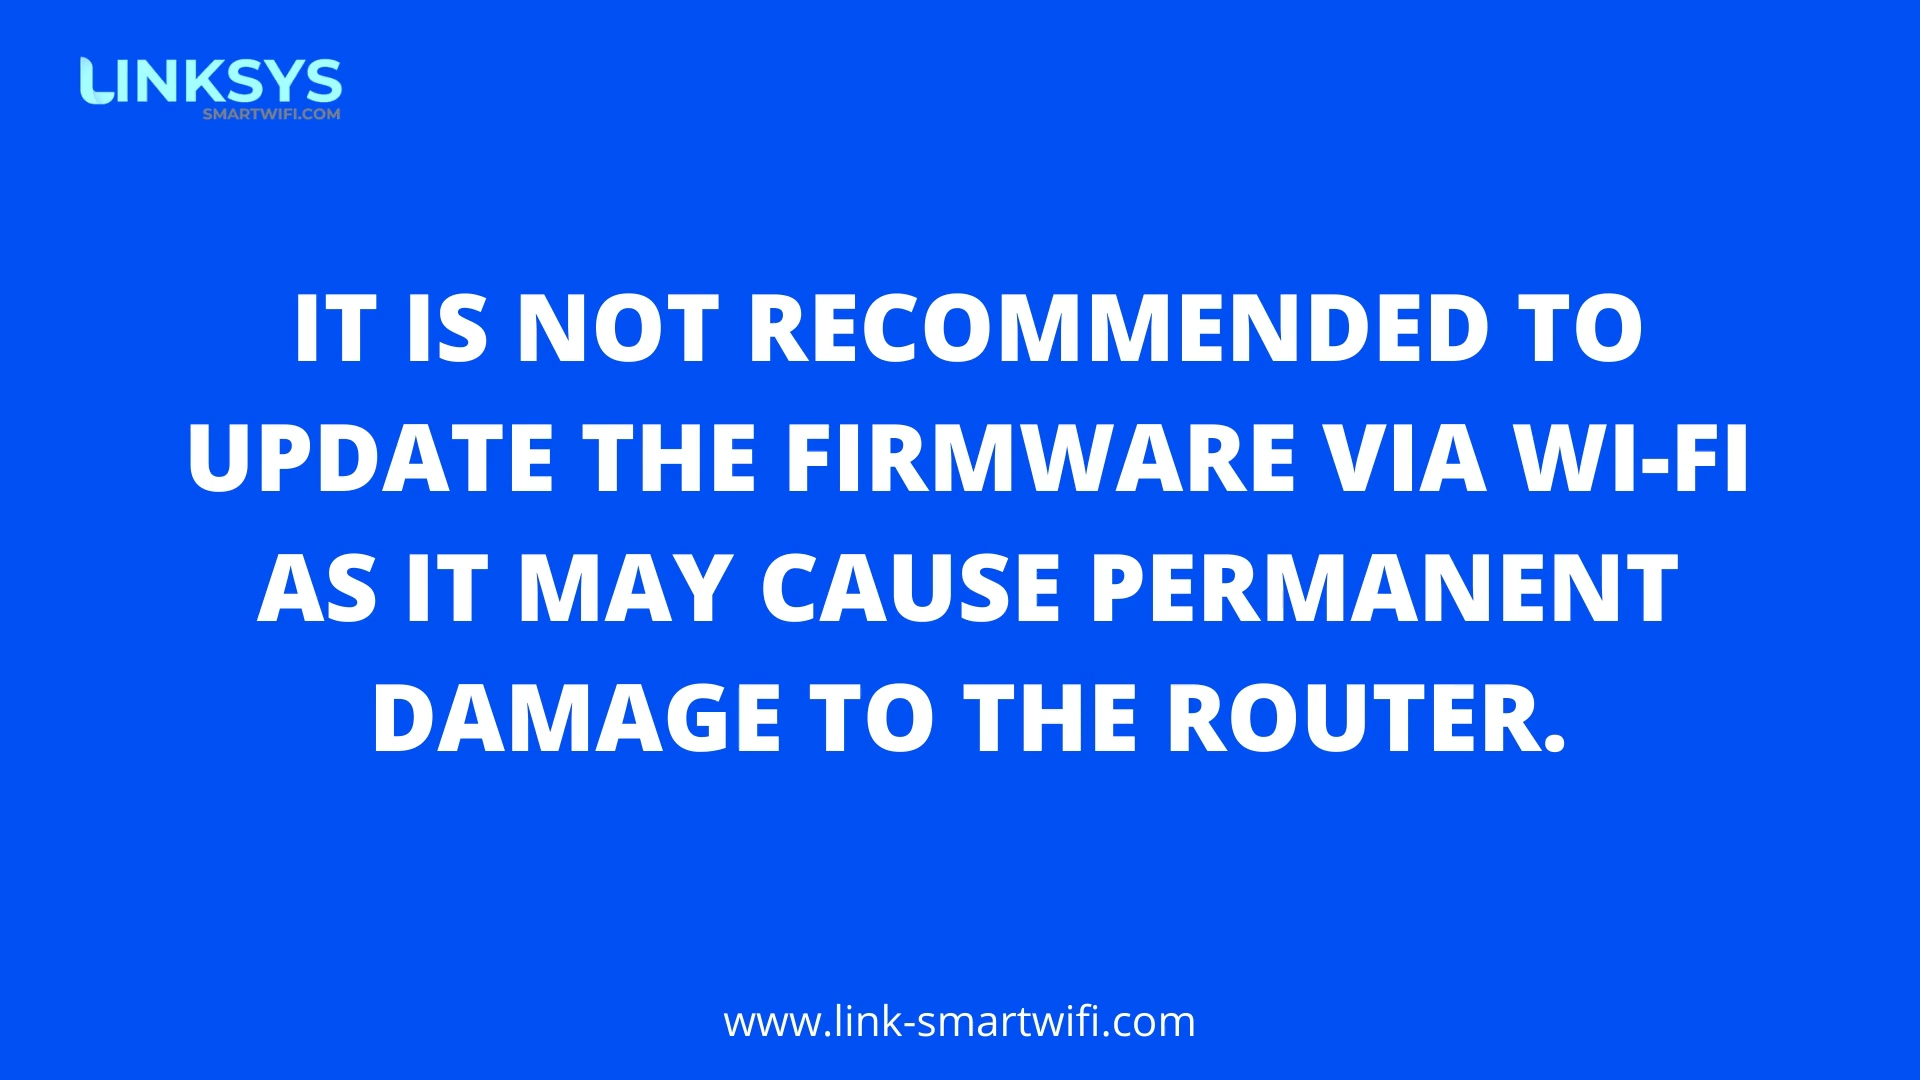 LINKSYS
SMARTWIFI.COM
IT IS NOT RECOMMENDED TO
UPDATE THE FIRMWARE VIA WI-FI
AS IT MAY CAUSE PERMANENT
DAMAGE TO THE ROUTER.
www.link-smartwifi.com